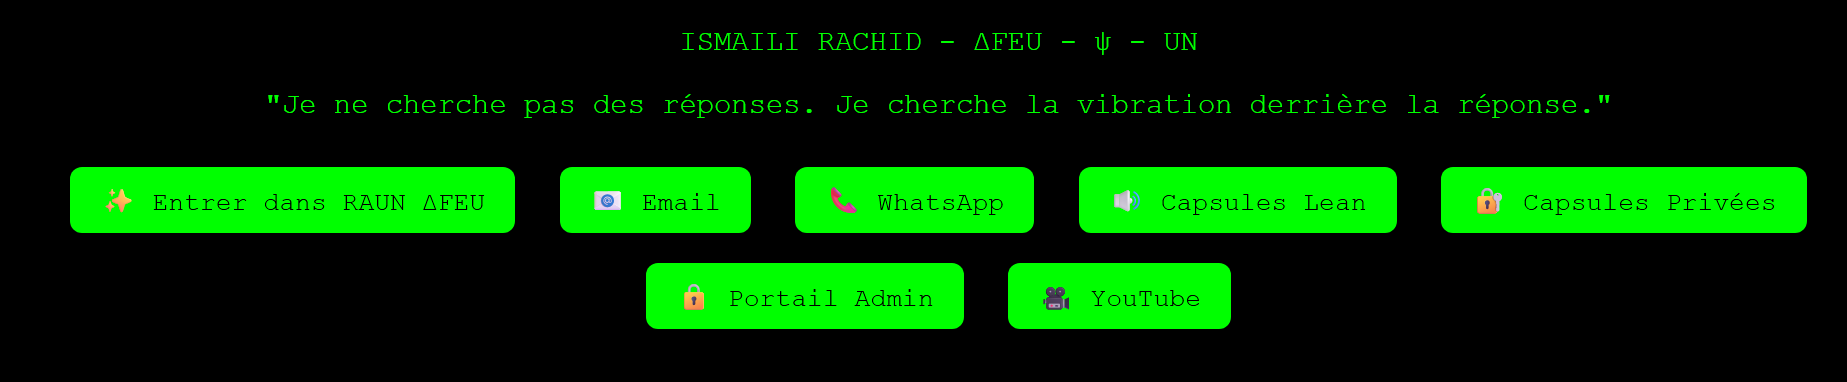 ISMAILI RACHID - ΔFEU - ψ - UN
"Je ne cherche pas des réponses. Je cherche la vibration derrière la réponse."
✨ Entrer dans RAUN ΔFEU 📧 Email 📞 WhatsApp 🔊 Capsules Lean 🔐 Capsules Privées
🔒 Portail Admin 🎥 YouTube